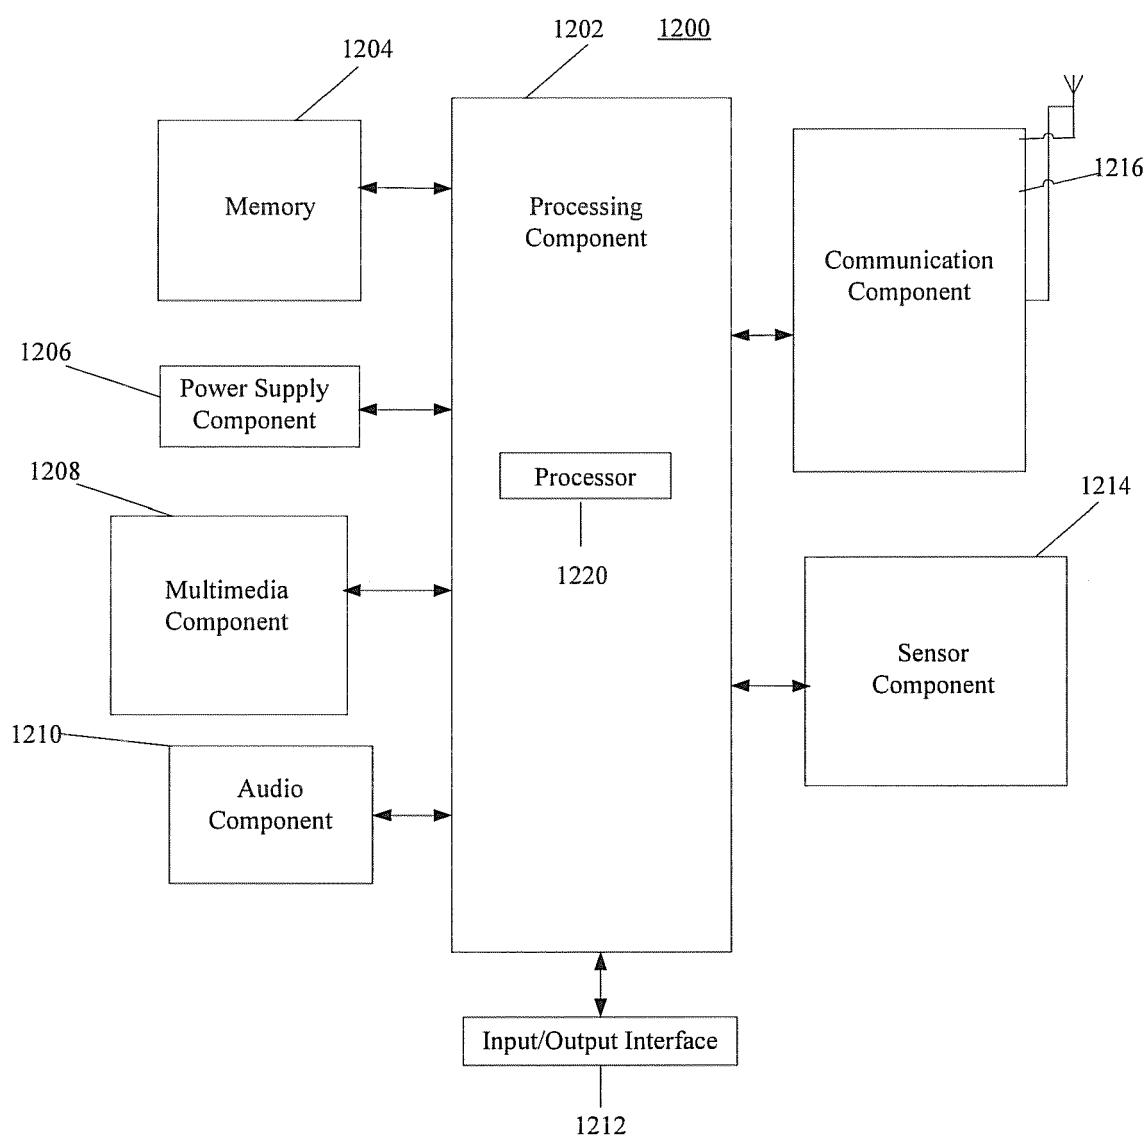 1202
1200
1204
Memory
Processing
Component
1216
Communication
Component
1206
Power Supply
Component
1208
Processor
1214
1220
Multimedia
Component
Sensor
Component
1210
Audio
Component
Input/Output Interface
1212